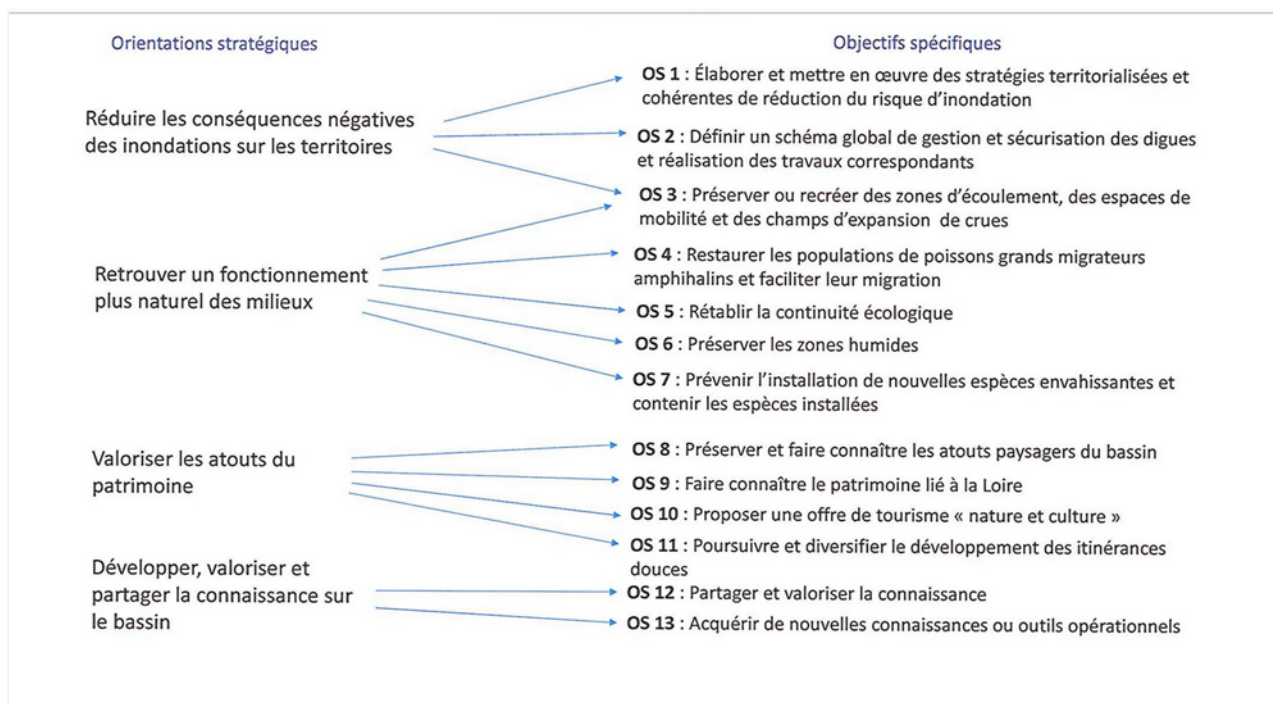 Orientations stratégiques
Objectifs spécifiques
Réduire les conséquences négatives
des inondations sur les territoires
OS 1 : Élaborer et mettre en œuvre des stratégies territorialisées et
cohérentes de réduction du risque d’inondation
OS 2 : Définir un schéma global de gestion et sécurisation des digues
et réalisation des travaux correspondants
OS 3 : Préserver ou recréer des zones d’écoulement, des espaces de
mobilité et des champs d’expansion de crues
Retrouver un fonctionnement
plus naturel des milieux
OS 4 : Restaurer les populations de poissons grands migrateurs
amphihalins et faciliter leur migration
OS 5 : Rétablir la continuité écologique
OS 6 : Préserver les zones humides
OS 7 : Prévenir l’installation de nouvelles espèces envahissantes et
contenir les espèces installées
Valoriser les atouts du
patrimoine
OS 8 : Préserver et faire connaître les atouts paysagers du bassin
OS 9 : Faire connaître le patrimoine lié à la Loire
OS 10 : Proposer une offre de tourisme « nature et culture »
OS 11 : Poursuivre et diversifier le développement des itinérances
douces
Développer, valoriser et
partager la connaissance sur
le bassin
OS 12 : Partager et valoriser la connaissance
OS 13 : Acquérir de nouvelles connaissances ou outils opérationnels